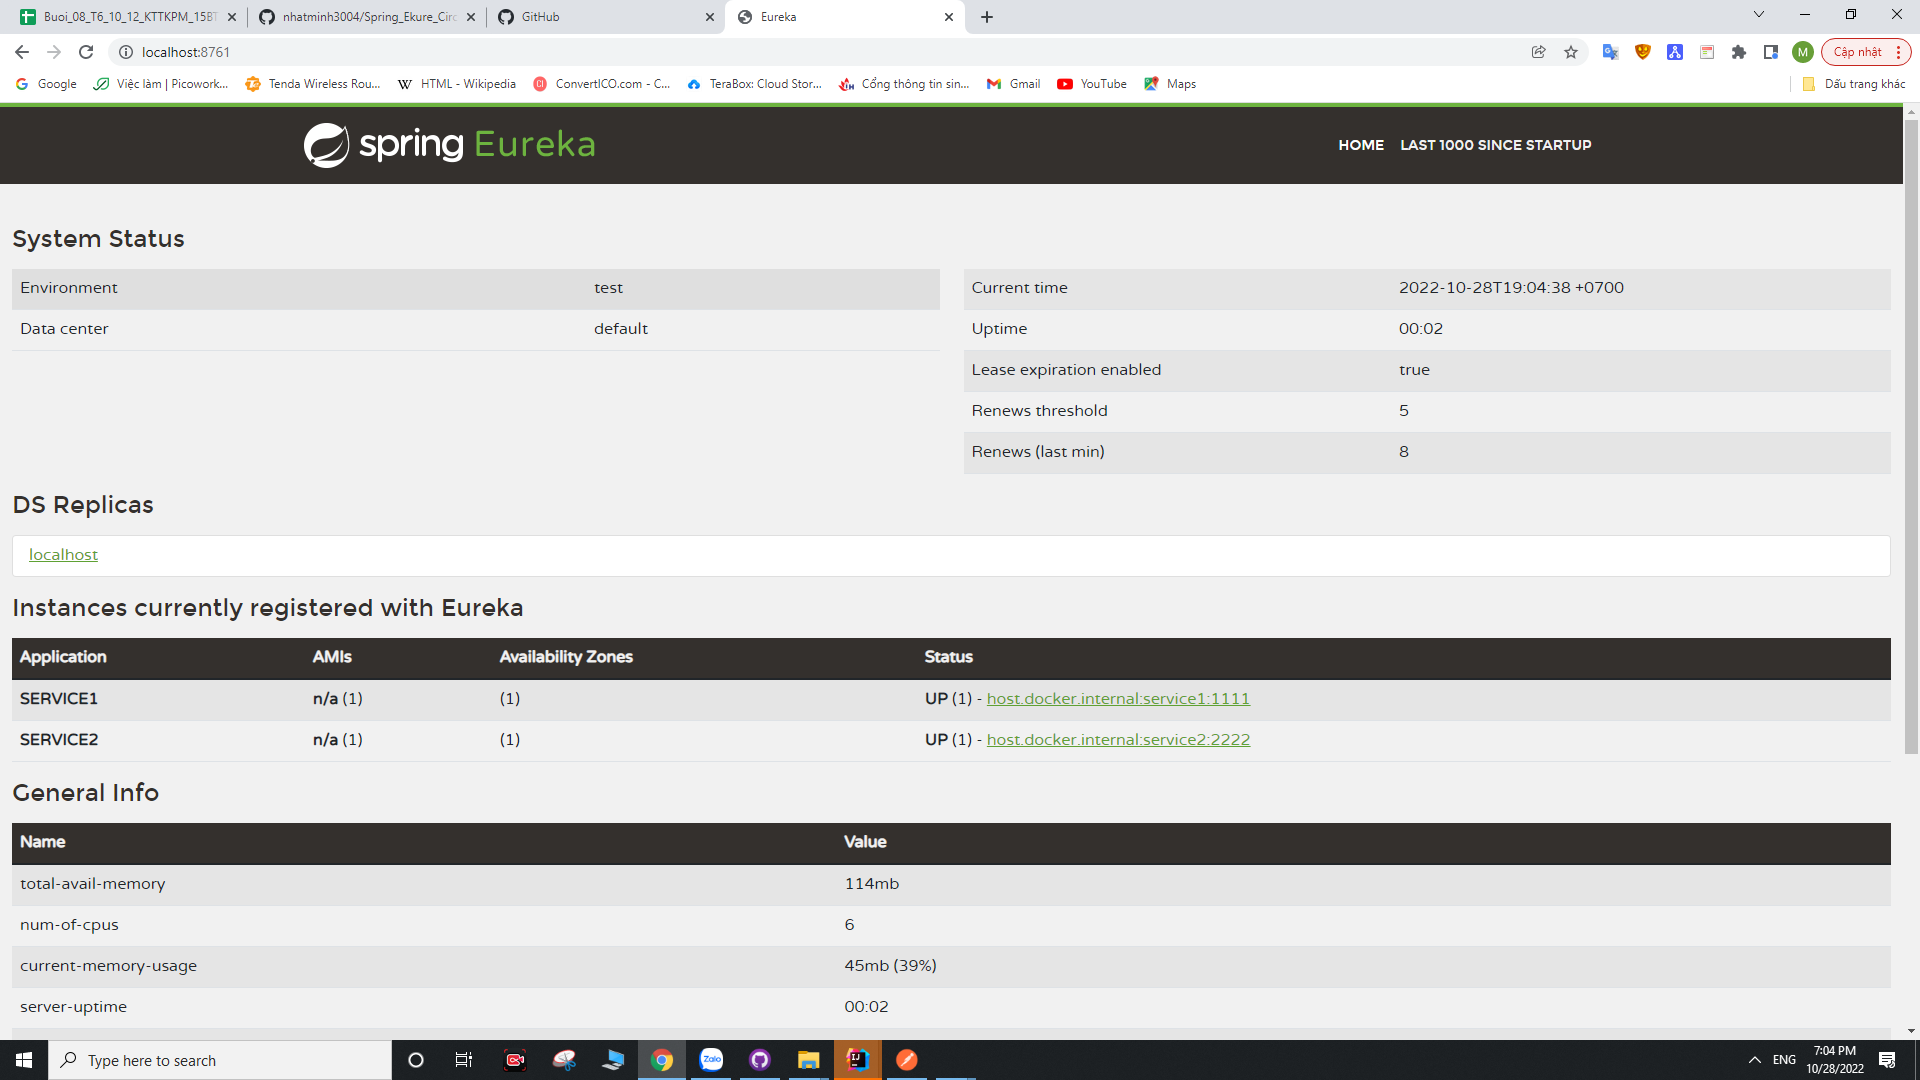 Buoi_08_T6_10_12_KTTKPM_15BT
nhatminh3004/Spring_Ekure_Circ
GitHub
Eureka
localhost:8761
M
Cập nhật
Google
Việc làm | Picowork...
Tenda Wireless Rou...
HTML - Wikipedia
ConvertICO.com - C...
TeraBox: Cloud Stor...
Cổng thông tin sin...
Gmail
YouTube
Maps
Dấu trang khác
spring Eureka
HOME
LAST 1000 SINCE STARTUP
System Status
Environment test
Data center default
Current time 2022-10-28T19:04:38 +0700
Uptime 00:02
Lease expiration enabled true
Renews threshold 5
Renews (last min) 8
DS Replicas
localhost
Instances currently registered with Eureka
Application AMIs Availability Zones Status
SERVICE1 n/a (1) (1) UP (1) - host.docker.internal:service1:1111
SERVICE2 n/a (1) (1) UP (1) - host.docker.internal:service2:2222
General Info
Name Value
total-avail-memory 114mb
num-of-cpus 6
current-memory-usage 45mb (39%)
server-uptime 00:02
Type here to search
Zalo
IJ
ENG
7:04 PM
10/28/2022